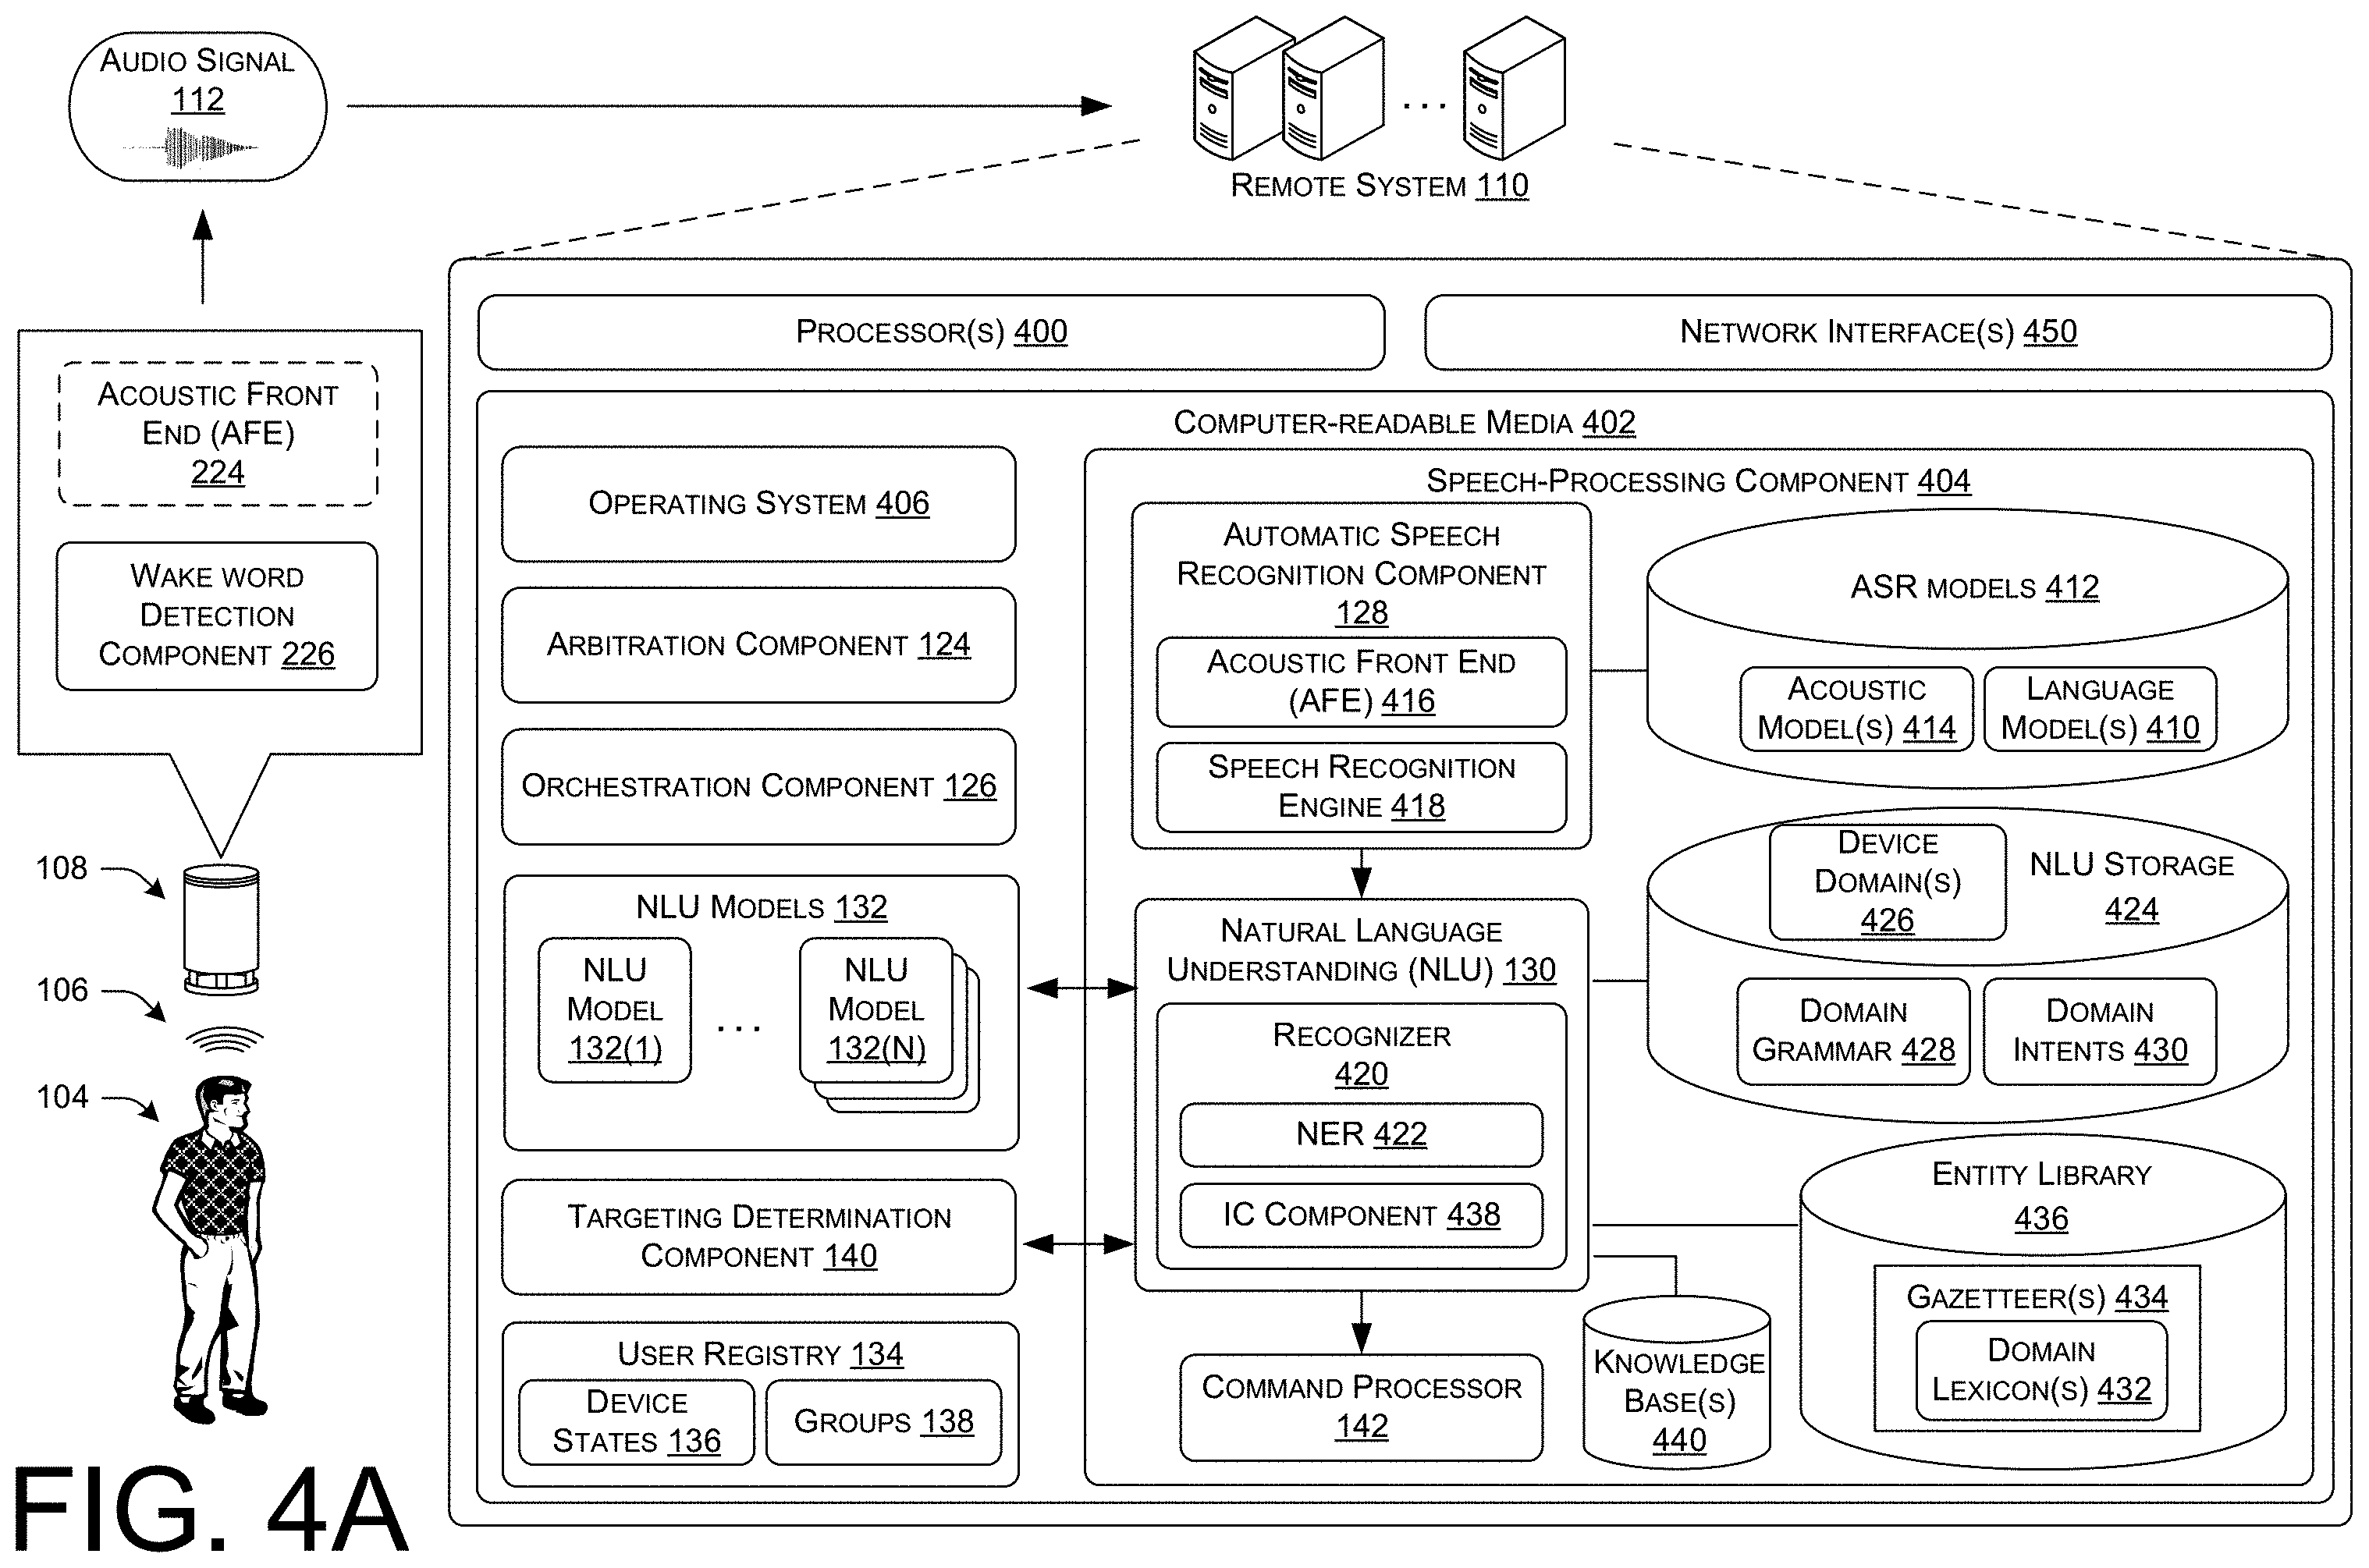 Audio Signal
112
Remote System 110
Processor(s) 400
Network Interface(s) 450
Acoustic Front
End (AFE)
224
Wake word
Detection
Component 226
108
106
104
Computer-readable Media 402
Operating System 406
Arbitration Component 124
Orchestration Component 126
NLU Models 132
NLU
Model
132(1)
...
NLU
Model
132(N)
Targeting Determination
Component 140
User Registry 134
Device
States 136
Groups 138
Speech-Processing Component 404
Automatic Speech
Recognition Component
128
Acoustic Front End
(AFE) 416
Speech Recognition
Engine 418
ASR models 412
Acoustic
Model(s) 414
Language
Model(s) 410
Natural Language
Understanding (NLU) 130
Recognizer
420
NER 422
IC Component 438
Device
Domain(s)
426
NLU Storage
424
Domain
Grammar 428
Domain
Intents 430
Entity Library
436
Gazetteer(s) 434
Domain
Lexicon(s) 432
Command Processor
142
Knowledge
Base(s)
440
FIG. 4A